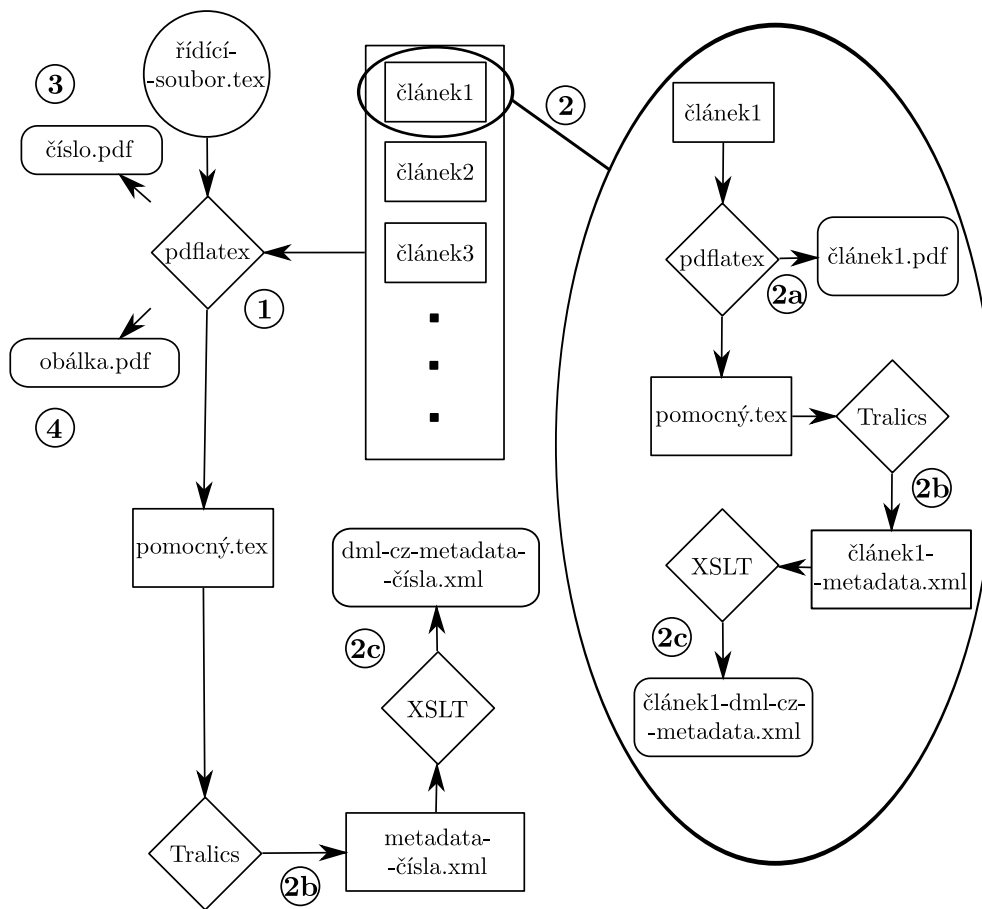 řídící-
-soubor.tex
3
číslo.pdf
pdflatex
1
obálka.pdf
4
článek1
článek2
článek3
2
článek1
pdflatex
2a
článek1.pdf
pomocný.tex
Tralics
2b
článek1-
-metadata.xml
XSLT
2c
článek1-dml-cz-
-metadata.xml
pomocný.tex
dml-cz-metadata-
-čísla.xml
2c
XSLT
Tralics
2b
metadata-
-čísla.xml